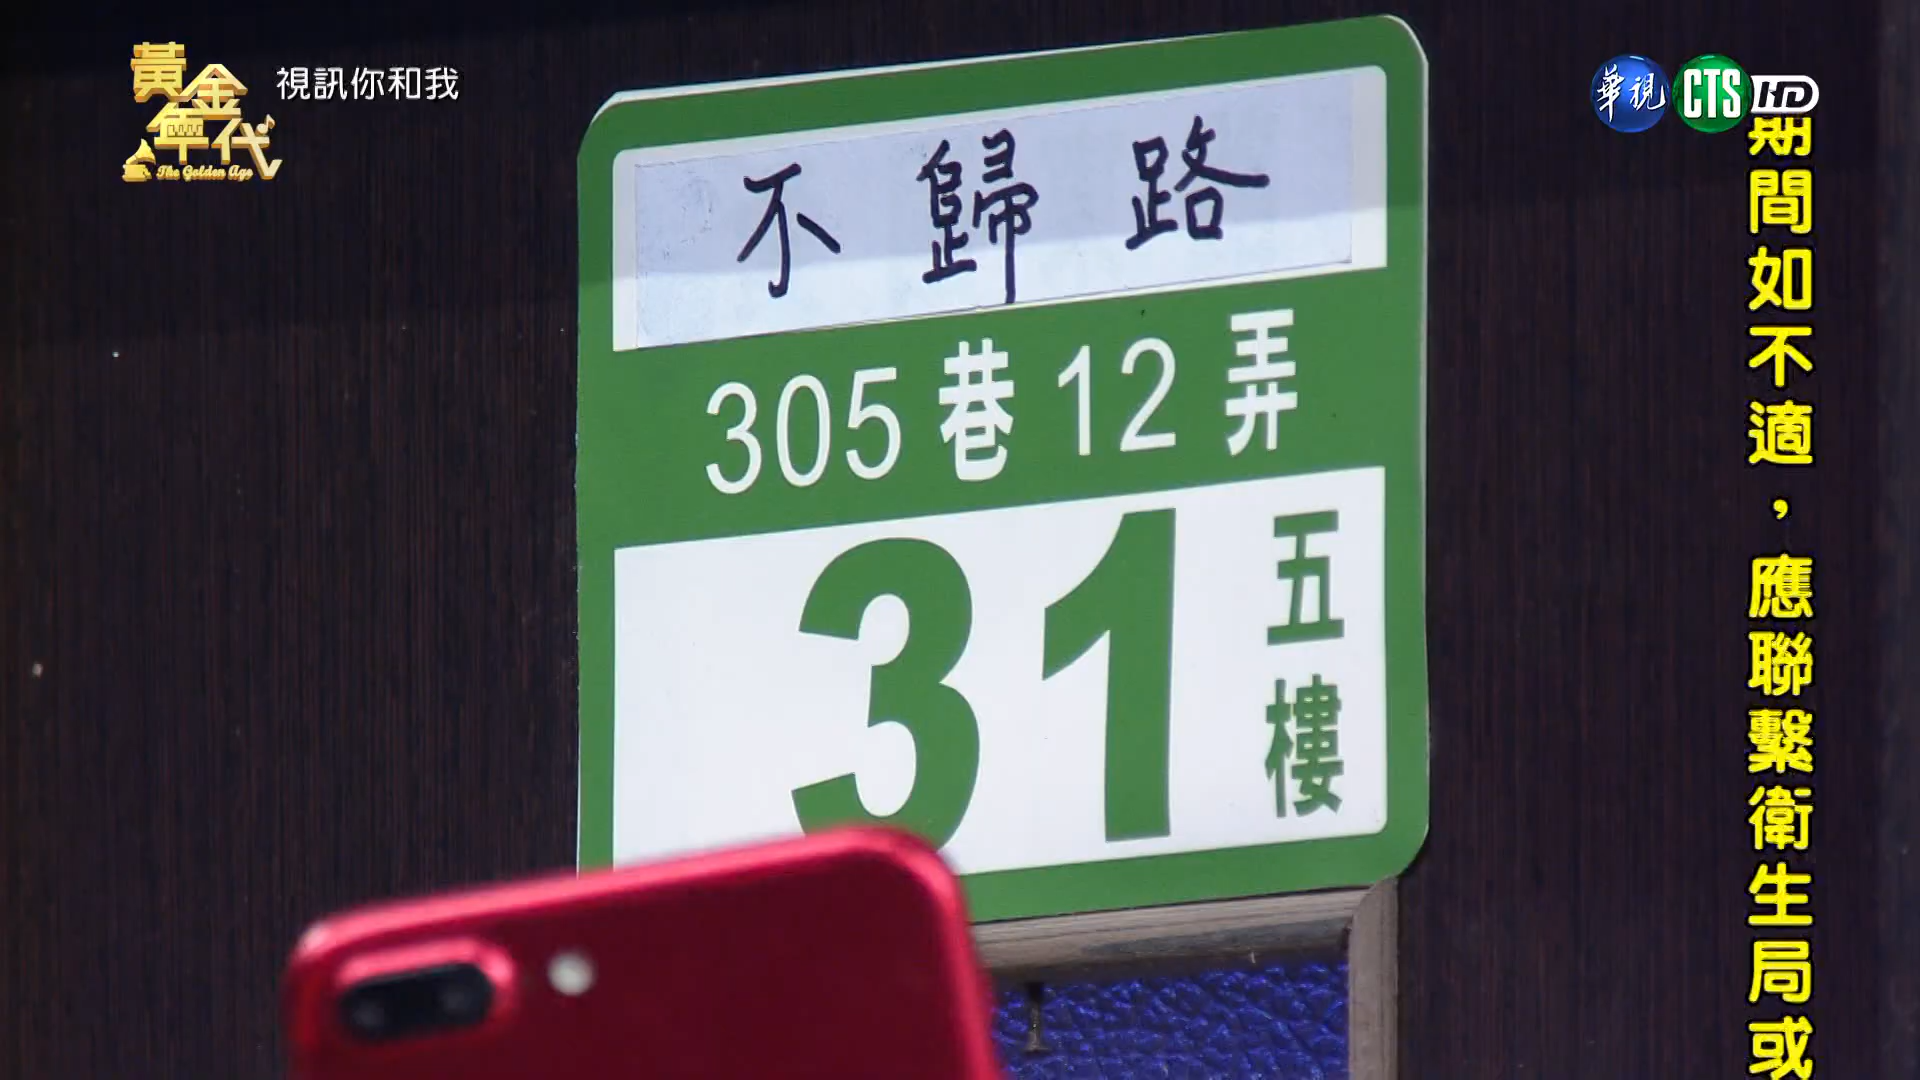 黃金年代
The Golden Age
視訊你和我
華視 CTS HD
不歸路
305巷12弄
31
五樓
期間如不適，應聯繫衛生局或